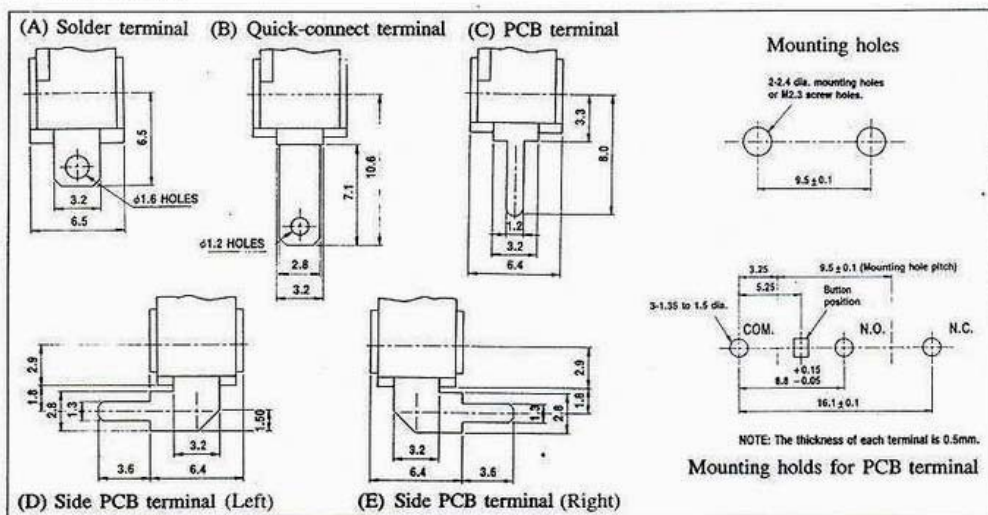 (A) Solder terminal
6.5
ϕ1.6 HOLES
3.2
6.5
(B) Quick-connect terminal
10.6
7.1
ϕ1.2 HOLES
2.8
3.2
(C) PCB terminal
3.3
8.0
1.2
3.2
6.4
Mounting holes
2-2.4 dia. mounting holes
or M2.3 screw holes.
9.5±0.1
3.25
9.5±0.1 (Mounting hole pitch)
5.25
Button
position
3-1.35 to 1.5 dia.
COM.
N.O.
N.C.
+0.15
8.8 -0.05
16.1±0.1
NOTE: The thickness of each terminal is 0.5mm.
Mounting holds for PCB terminal
2.9
1.8
2.8
1.3
1.50
3.2
3.6
6.4
(D) Side PCB terminal (Left)
2.9
1.8
2.8
1.3
3.2
6.4
3.6
(E) Side PCB terminal (Right)